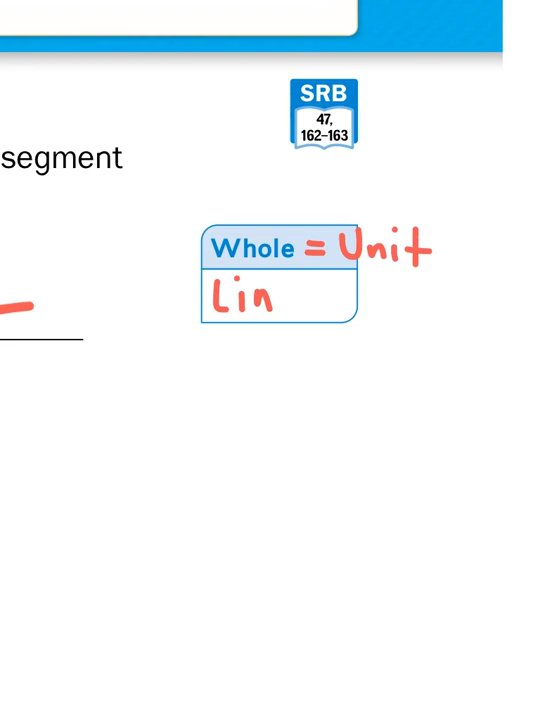 SRB
47,
162–163
segment
Whole = Unit
Lin